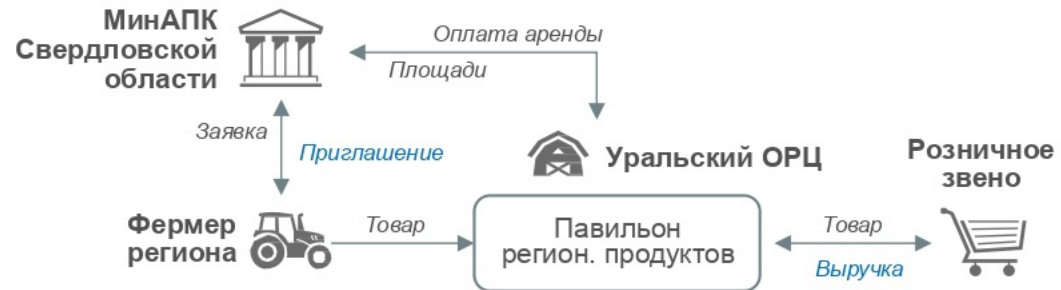 МинАПК
Свердловской
области
Оплата аренды
Площади
Заявка
Приглашение
Уральский ОРЦ
Розничное
звено
Фермер
региона
Товар
Павильон
регион. продуктов
Товар
Выручка